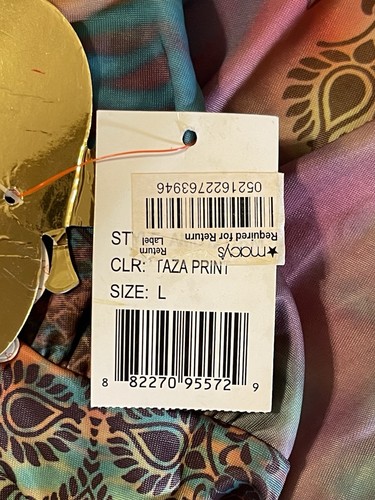 ★macy's
Required for Return
Return
Label
0521622763946
ST
CLR: TAZA PRINT
SIZE: L
8 82270 95572 9